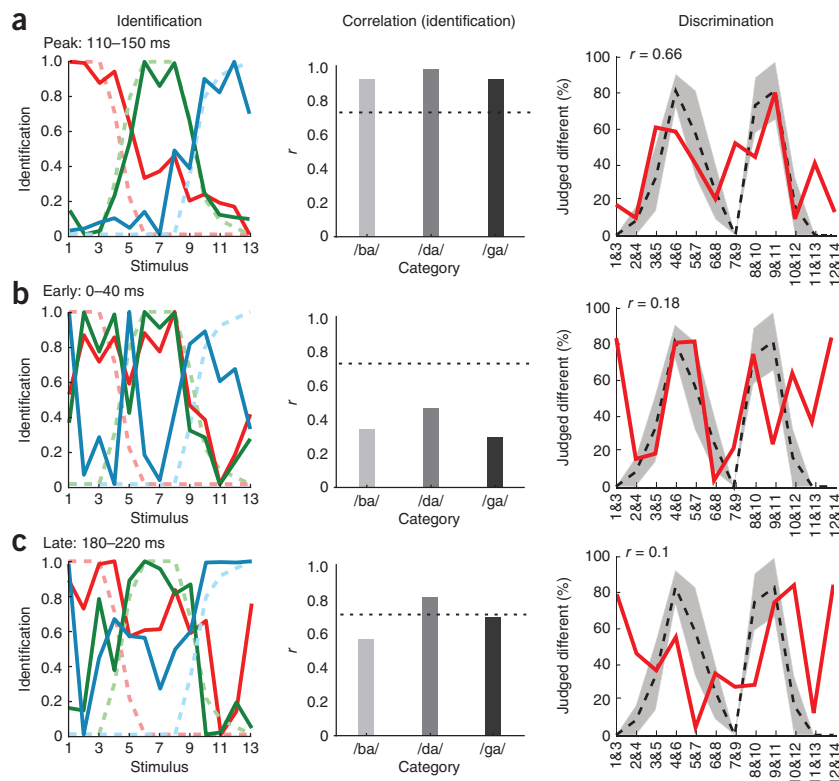 a
Identification
Correlation (identification)
Discrimination
Peak: 110–150 ms
Identification
1.0
0.8
0.6
0.4
0.2
0
1 3 5 7 9 11 13
Stimulus
r
1.0
0.8
0.6
0.4
0.2
0
/ba/ /da/ /ga/
Category
r = 0.66
Judged different (%)
100
80
60
40
20
0
1&3 2&4 3&5 4&6 5&7 6&8 7&9 8&10 9&11 10&12 11&13 12&14
b
Early: 0–40 ms
Identification
1.0
0.8
0.6
0.4
0.2
0
1 3 5 7 9 11 13
Stimulus
r
1.0
0.8
0.6
0.4
0.2
0
/ba/ /da/ /ga/
Category
r = 0.18
Judged different (%)
100
80
60
40
20
0
1&3 2&4 3&5 4&6 5&7 6&8 7&9 8&10 9&11 10&12 11&13 12&14
c
Late: 180–220 ms
Identification
1.0
0.8
0.6
0.4
0.2
0
1 3 5 7 9 11 13
Stimulus
r
1.0
0.8
0.6
0.4
0.2
0
/ba/ /da/ /ga/
Category
r = 0.1
Judged different (%)
100
80
60
40
20
0
1&3 2&4 3&5 4&6 5&7 6&8 7&9 8&10 9&11 10&12 11&13 12&14